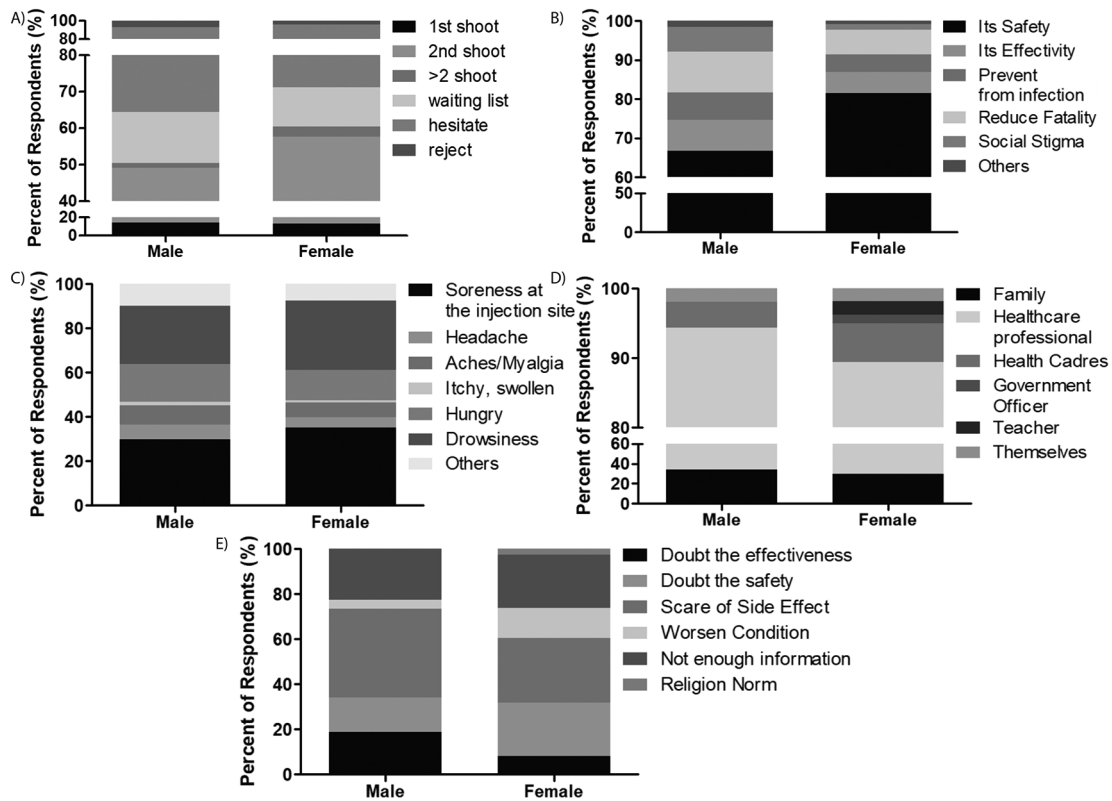 A)
Percent of Respondents (%)
100
90
80
80
70
60
50
40
20
0
Male
Female
1st shoot
2nd shoot
>2 shoot
waiting list
hesitate
reject
B)
Percent of Respondents (%)
100
90
80
70
60
50
0
Male
Female
Its Safety
Its Effectivity
Prevent
from infection
Reduce Fatality
Social Stigma
Others
C)
Percent of Respondents (%)
100
80
60
40
20
0
Male
Female
Soreness at
the injection site
Headache
Aches/Myalgia
Itchy, swollen
Hungry
Drowsiness
Others
D)
Percent of Respondents (%)
100
90
80
60
40
20
0
Male
Female
Family
Healthcare
professional
Health Cadres
Government
Officer
Teacher
Themselves
E)
Percent of Respondents (%)
100
80
60
40
20
0
Male
Female
Doubt the effectiveness
Doubt the safety
Scare of Side Effect
Worsen Condition
Not enough information
Religion Norm